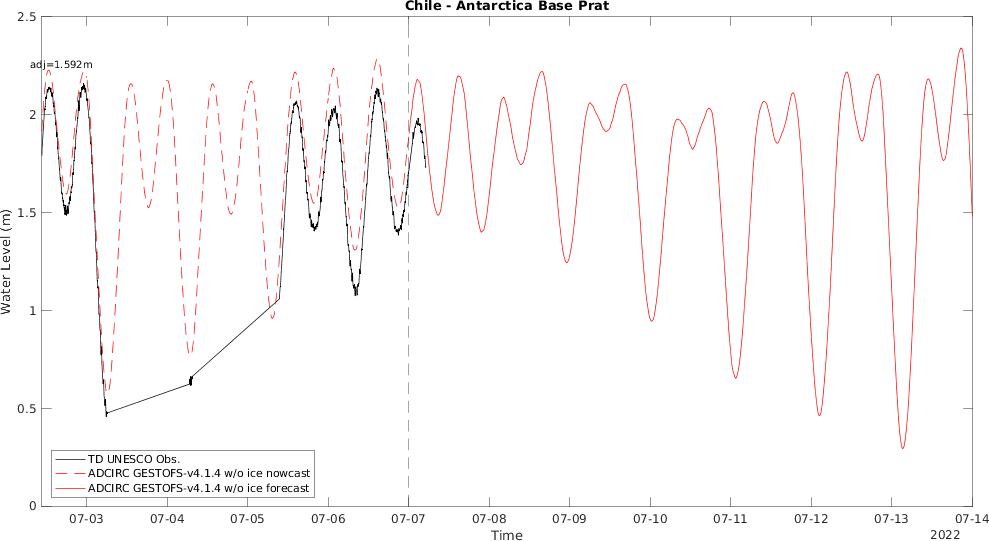 Chile - Antarctica Base Prat
2.5
adj=1.592m
2
1.5
1
0.5
0
Water Level (m)
TD UNESCO Obs.
ADCIRC GESTOFS-v4.1.4 w/o ice nowcast
ADCIRC GESTOFS-v4.1.4 w/o ice forecast
07-03 07-04 07-05 07-06 07-07 07-08 07-09 07-10 07-11 07-12 07-13 07-14
Time
2022